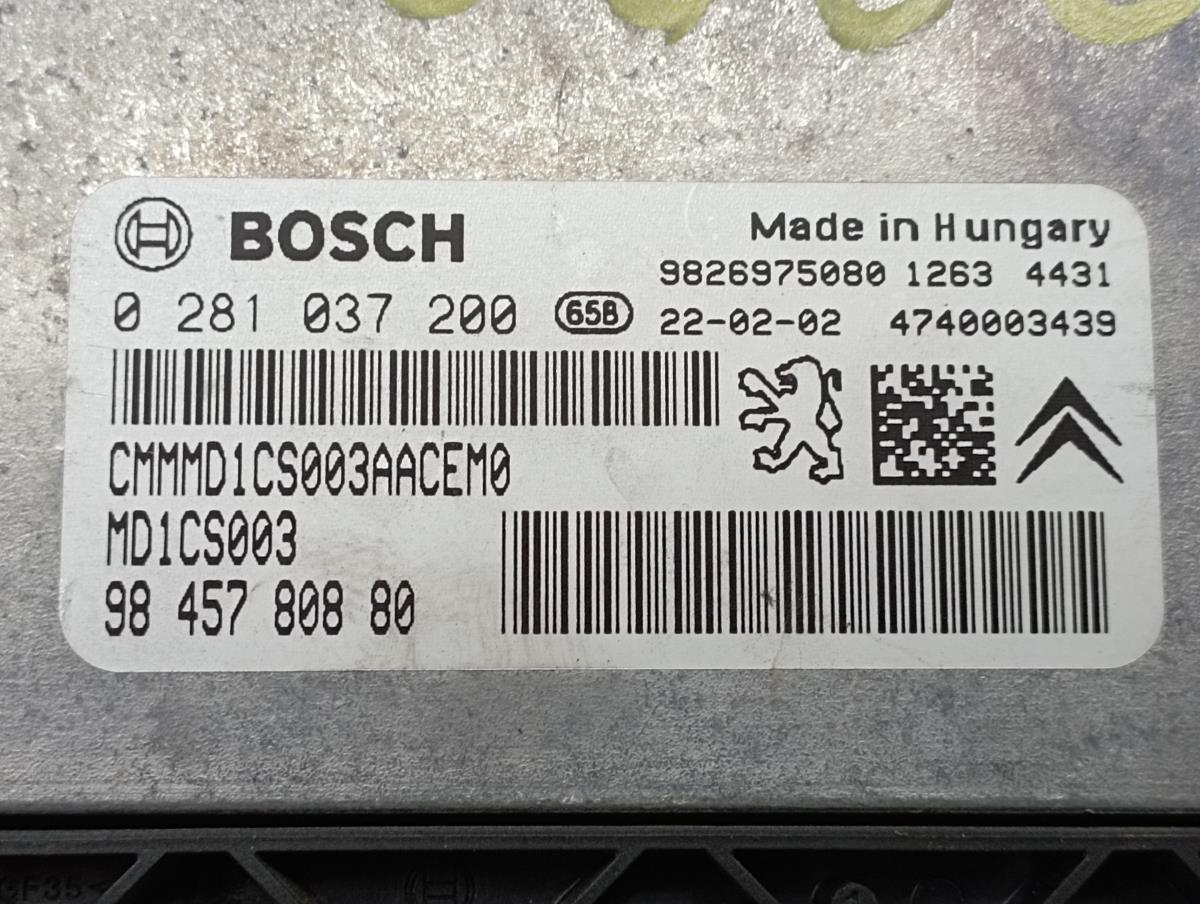 BOSCH
Made in Hungary
9826975080 1263 4431
0 281 037 200 65B
22-02-02 4740003439
CMMMD1CS003AACEM0
MD1CS003
98 457 808 80